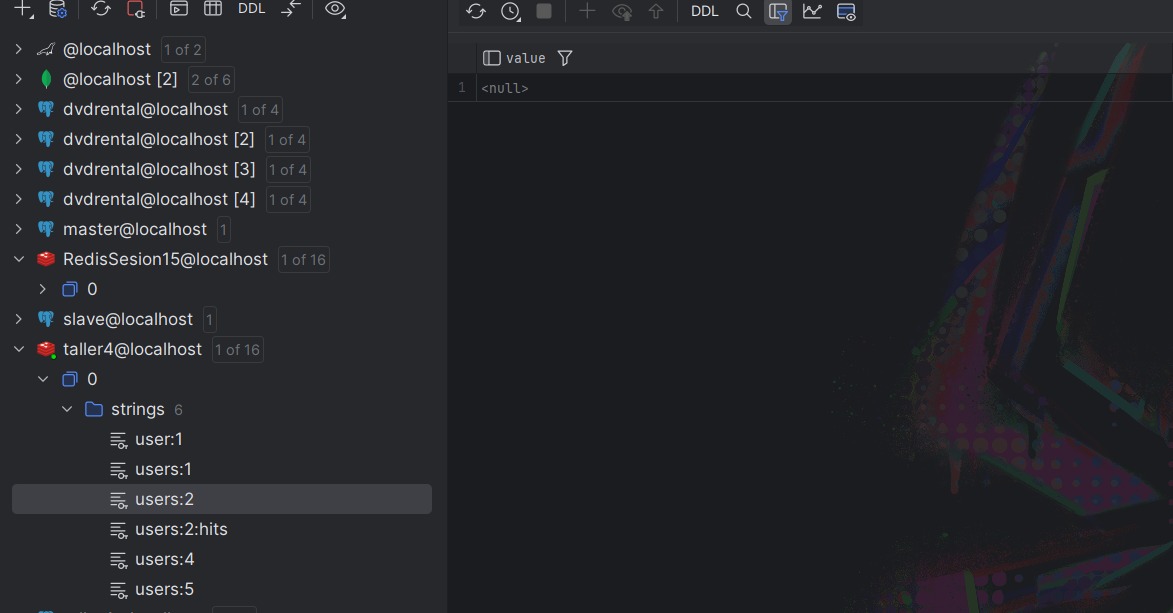 DDL
DDL
@localhost 1 of 2
@localhost [2] 2 of 6
dvdrental@localhost 1 of 4
dvdrental@localhost [2] 1 of 4
dvdrental@localhost [3] 1 of 4
dvdrental@localhost [4] 1 of 4
master@localhost 1
RedisSesion15@localhost 1 of 16
0
slave@localhost 1
taller4@localhost 1 of 16
0
strings 6
user:1
users:1
users:2
users:2:hits
users:4
users:5
value
1 <null>